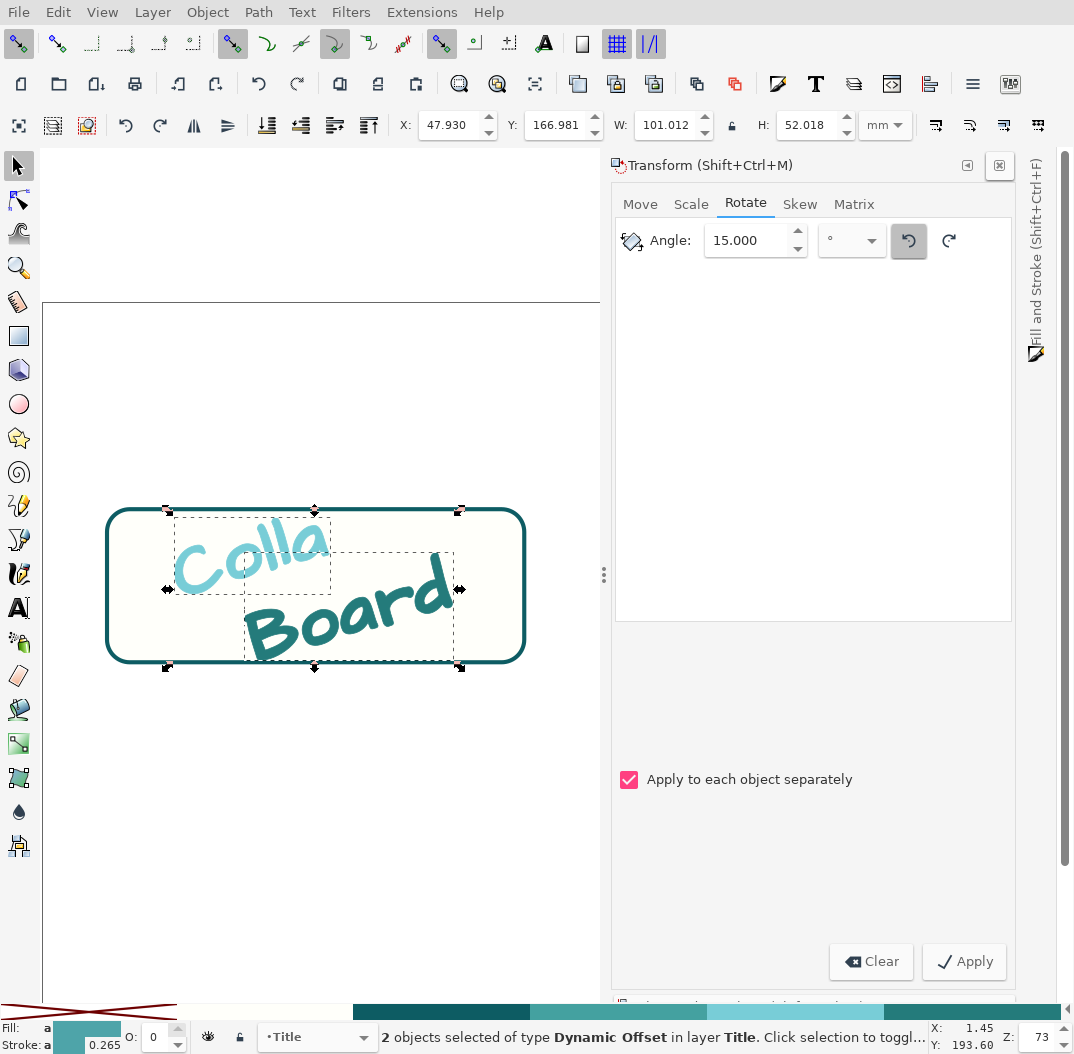 File Edit View Layer Object Path Text Filters Extensions Help
X: 47.930 Y: 166.981 W: 101.012 H: 52.018 mm
Transform (Shift+Ctrl+M)
Move Scale Rotate Skew Matrix
Angle: 15.000 °
Fill and Stroke (Shift+Ctrl+F)
Colla
Board
Apply to each object separately
Clear Apply
Fill: a O: 0 •Title 2 objects selected of type Dynamic Offset in layer Title. Click selection to toggl... X: 1.45 Z: 73
Stroke: a 0.265 Y: 193.60